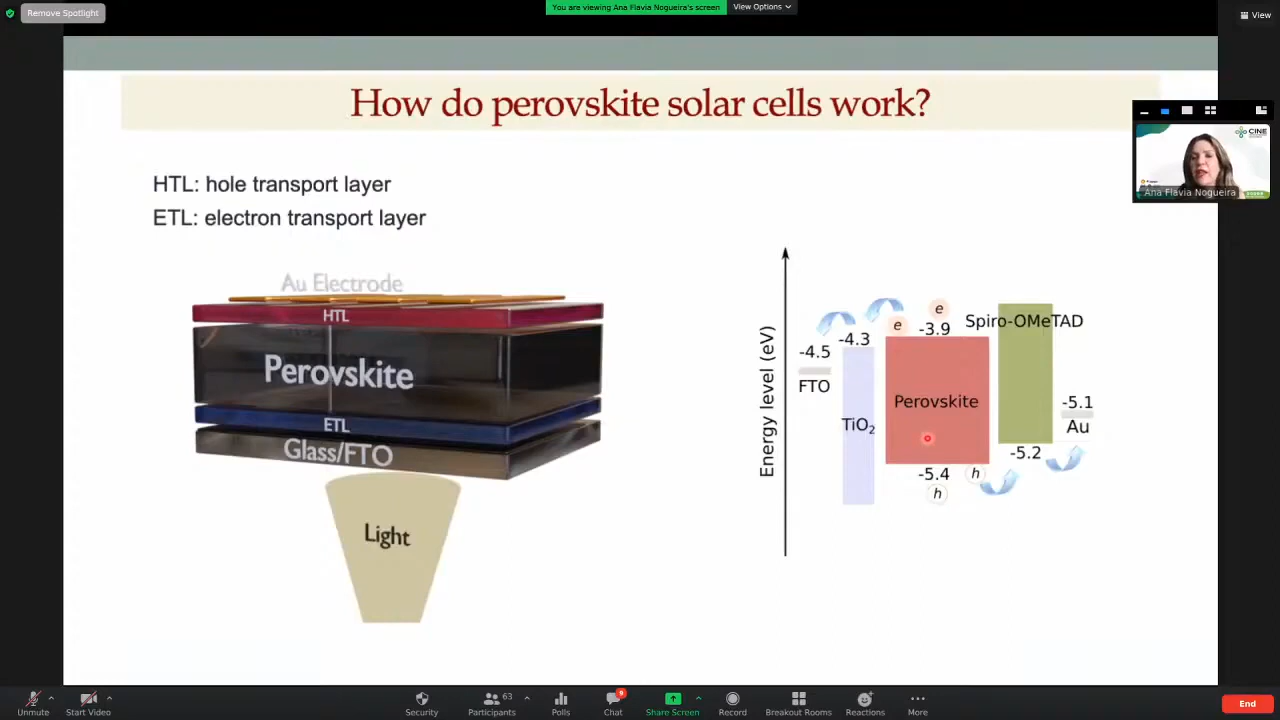 Remove Spotlight
You are viewing Ana Flavia Nogueira's screen
View Options
View
How do perovskite solar cells work?
CINE
Ana Flavia Nogueira
HTL: hole transport layer
ETL: electron transport layer
Au Electrode
HTL
Perovskite
ETL
Glass/FTO
Light
Energy level (eV)
-4.5
FTO
-4.3
TiO2
e
e
-3.9
Perovskite
-5.4
h
h
Spiro-OMeTAD
-5.2
-5.1
Au
Unmute
Start Video
Security
Participants
63
Polls
Chat
9
Share Screen
Record
Breakout Rooms
Reactions
More
End